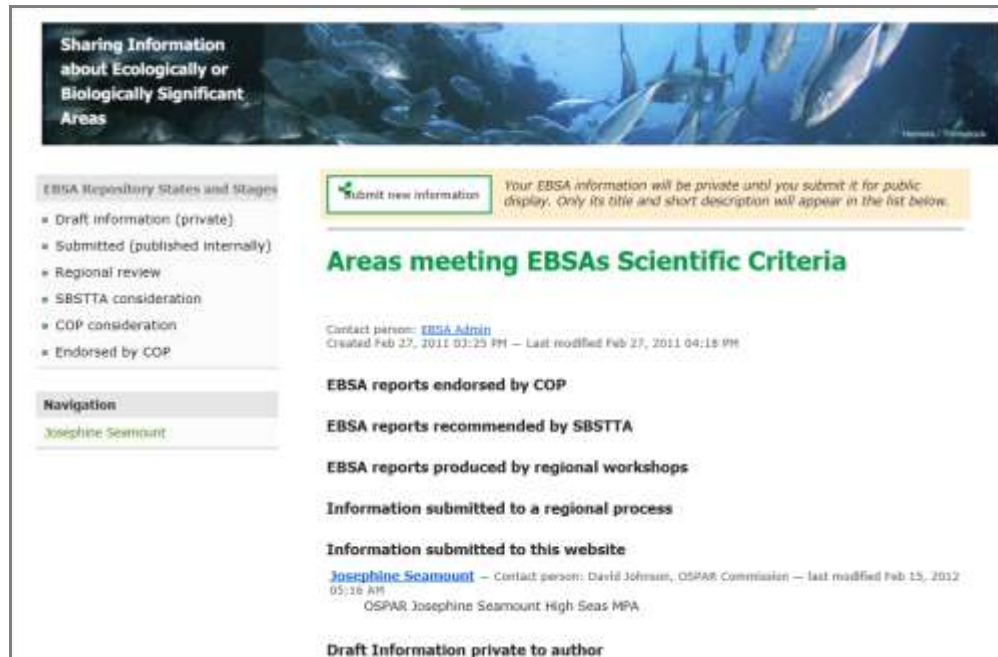 Sharing Information
about Ecologically or
Biologically Significant
Areas
EBSA Repository States and Stages
Draft information (private)
Submitted (published internally)
Regional review
SBSTTA consideration
COP consideration
Endorsed by COP
Navigation
Josephine Seamount
Submit new information
Your EBSA information will be private until you submit it for public
display. Only its title and short description will appear in the list below.
Areas meeting EBSAs Scientific Criteria
Contact person: EBSA Admin
Created Feb 27, 2011 03:25 PM — Last modified Feb 27, 2011 04:18 PM
EBSA reports endorsed by COP
EBSA reports recommended by SBSTTA
EBSA reports produced by regional workshops
Information submitted to a regional process
Information submitted to this website
Josephine Seamount — Contact person: David Johnson, OSPAR Commission — last modified Feb 15, 2012
05:16 AM
OSPAR Josephine Seamount High Seas MPA
Draft Information private to author